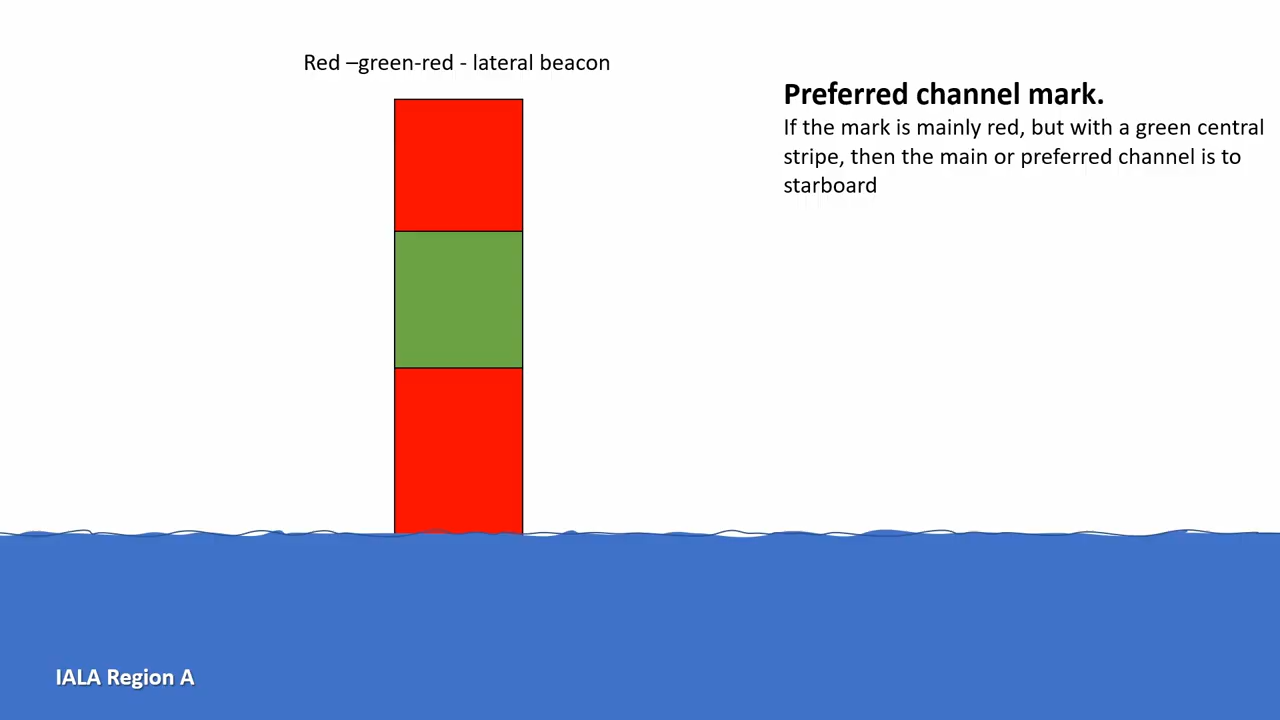 Red –green-red - lateral beacon
Preferred channel mark.
If the mark is mainly red, but with a green central
stripe, then the main or preferred channel is to
starboard
IALA Region A